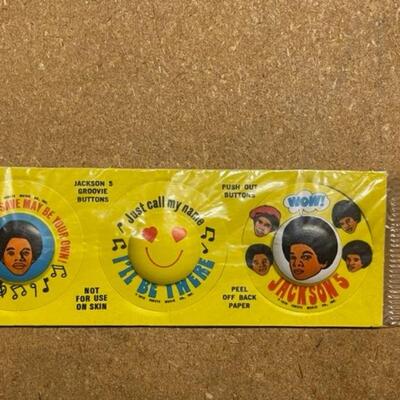 SAVE MAY BE YOUR OWN!
JACKSON 5
GROOVIE
BUTTONS
NOT
FOR USE
ON SKIN
Just call my name
I'LL BE THERE
PUSH OUT
BUTTONS
PEEL
OFF BACK
PAPER
WOW!
JACKSON 5